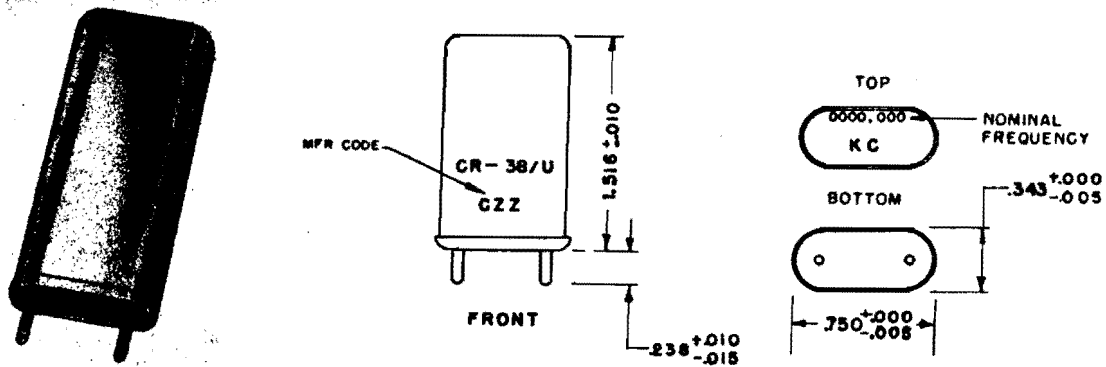 MFR CODE
CR-38/U
CZZ
1.516±.010
FRONT
.238 +.010 -.015
TOP
0000.000
KC
NOMINAL
FREQUENCY
BOTTOM
.343 +.000 -.005
.750 +.000 -.005